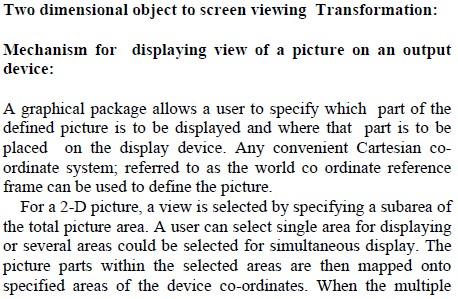 Two dimensional object to screen viewing Transformation:
Mechanism for displaying view of a picture on an output
device:
A graphical package allows a user to specify which part of the
defined picture is to be displayed and where that part is to be
placed on the display device. Any convenient Cartesian co-
ordinate system; referred to as the world co ordinate reference
frame can be used to define the picture.
For a 2-D picture, a view is selected by specifying a subarea of
the total picture area. A user can select single area for displaying
or several areas could be selected for simultaneous display. The
picture parts within the selected areas are then mapped onto
specified areas of the device co-ordinates. When the multiple